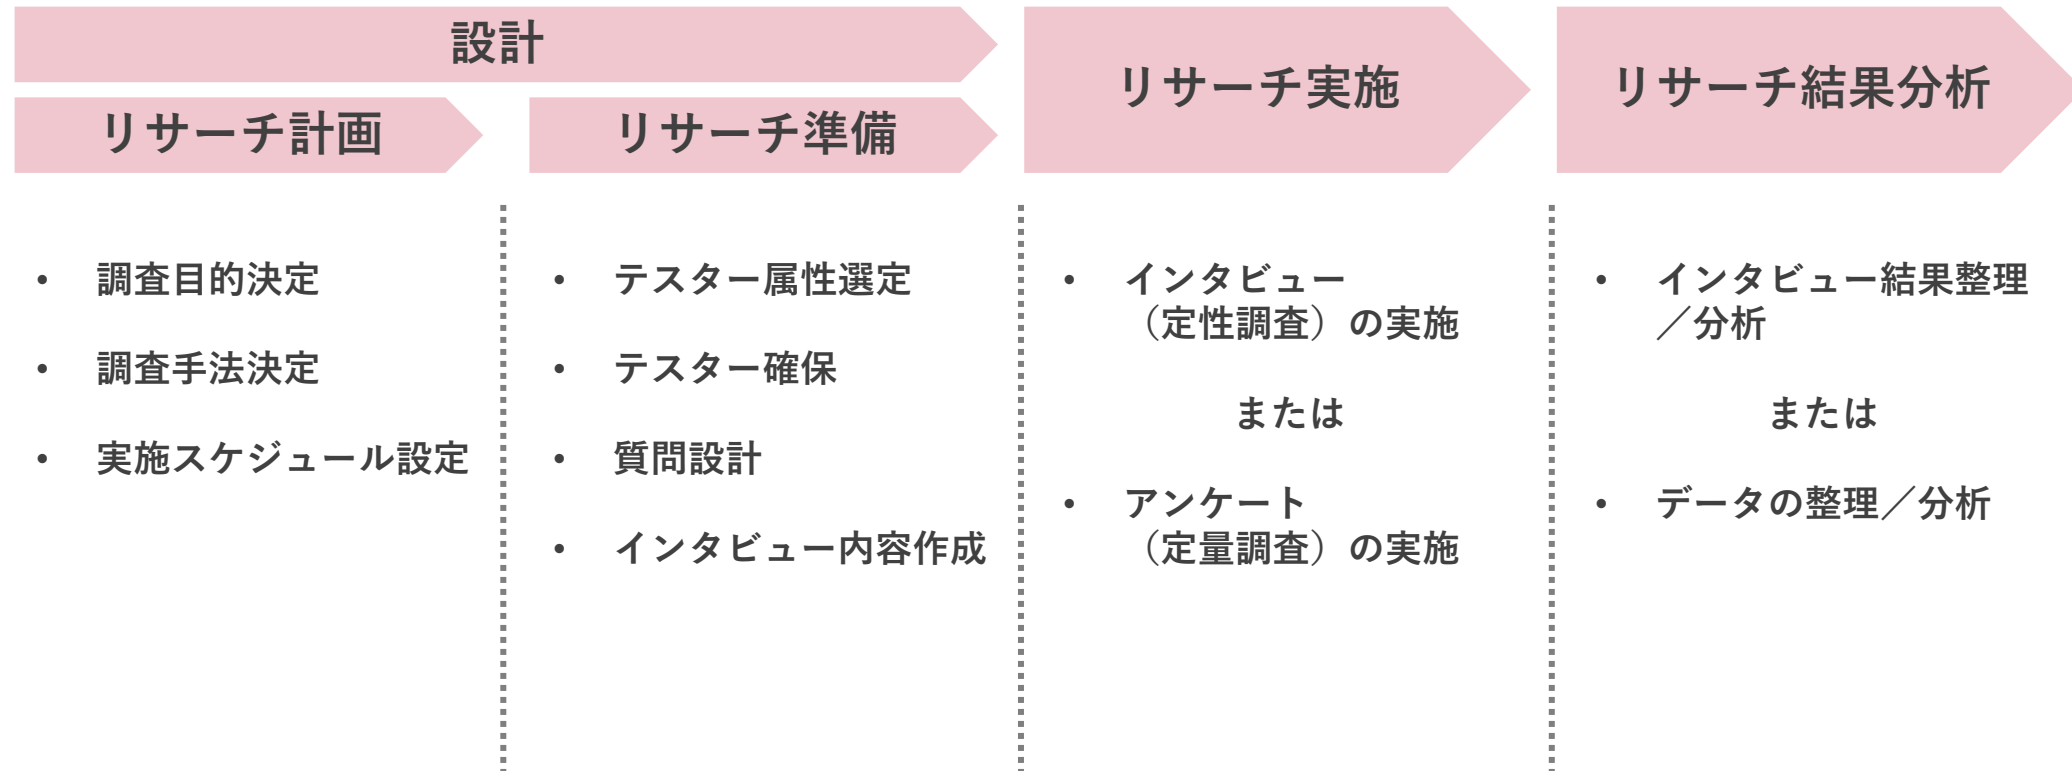 設計
リサーチ計画
リサーチ準備
リサーチ実施
リサーチ結果分析
• 調査目的決定
• 調査手法決定
• 実施スケジュール設定
• テスター属性選定
• テスター確保
• 質問設計
• インタビュー内容作成
• インタビュー
（定性調査）の実施
または
• アンケート
（定量調査）の実施
• インタビュー結果整理
／分析
または
• データの整理／分析